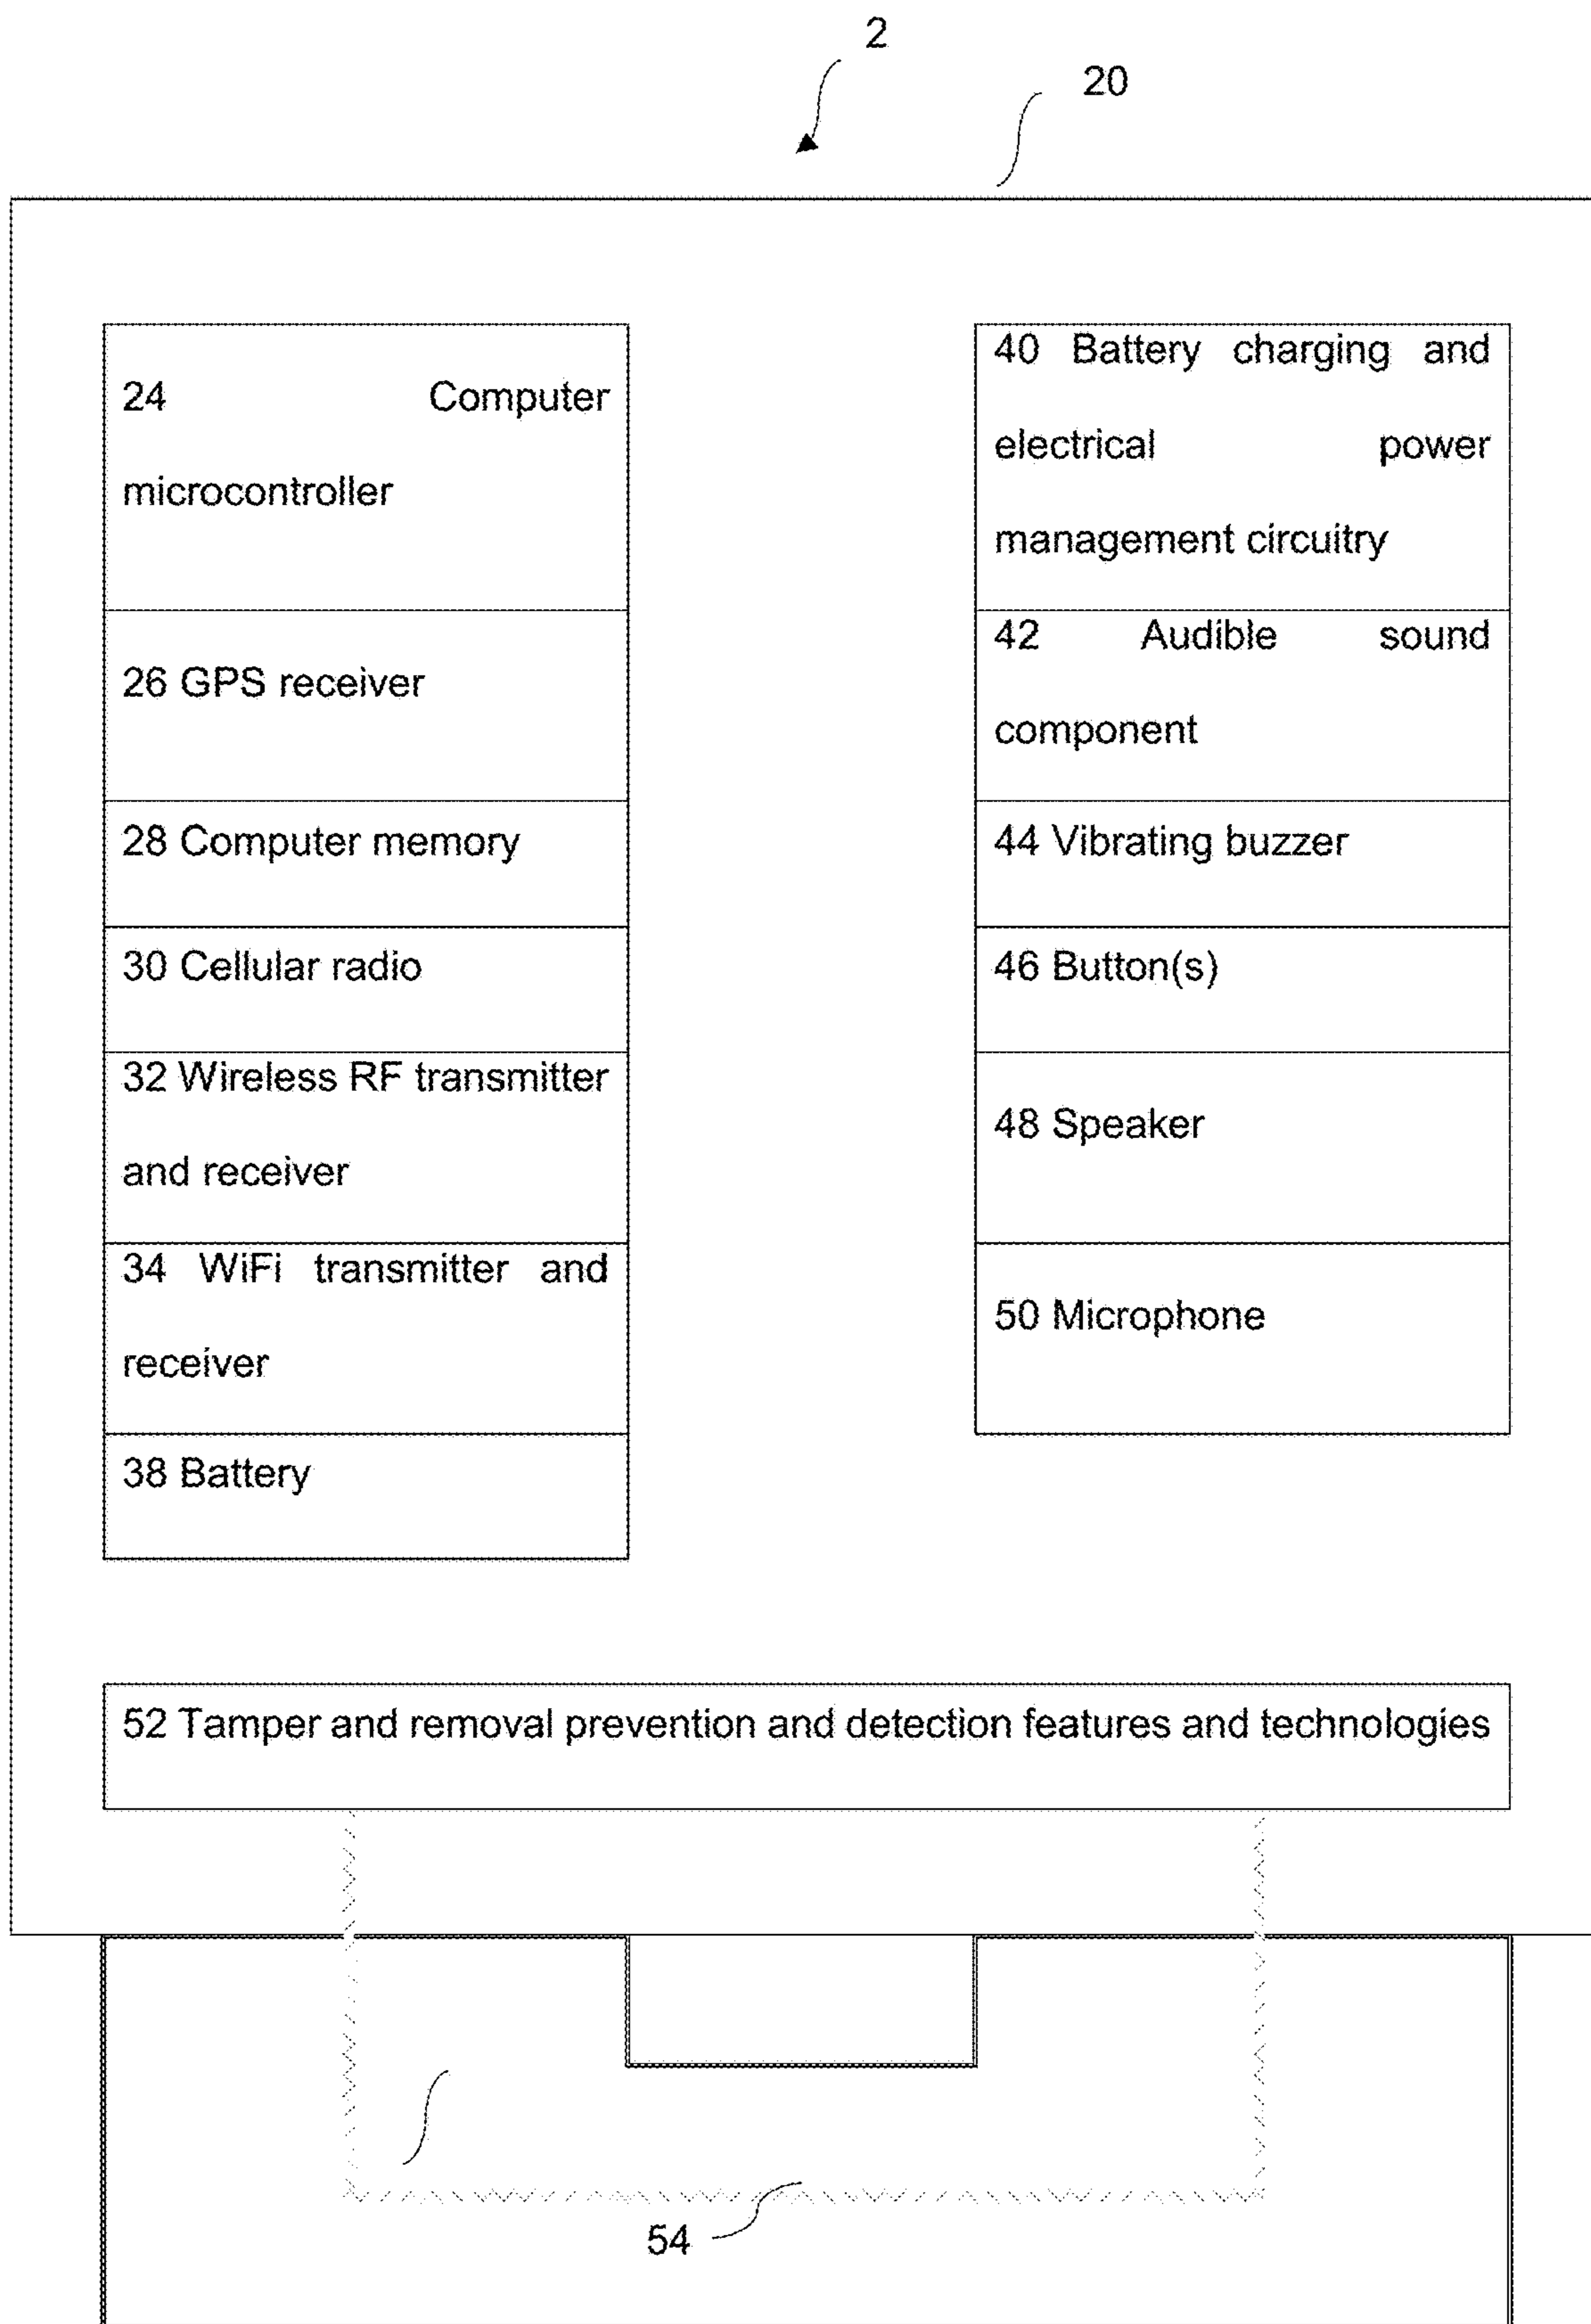 2
20
24 Computer
microcontroller
26 GPS receiver
28 Computer memory
30 Cellular radio
32 Wireless RF transmitter
and receiver
34 WiFi transmitter and
receiver
38 Battery
40 Battery charging and
electrical power
management circuitry
42 Audible sound
component
44 Vibrating buzzer
46 Button(s)
48 Speaker
50 Microphone
52 Tamper and removal prevention and detection features and technologies
54